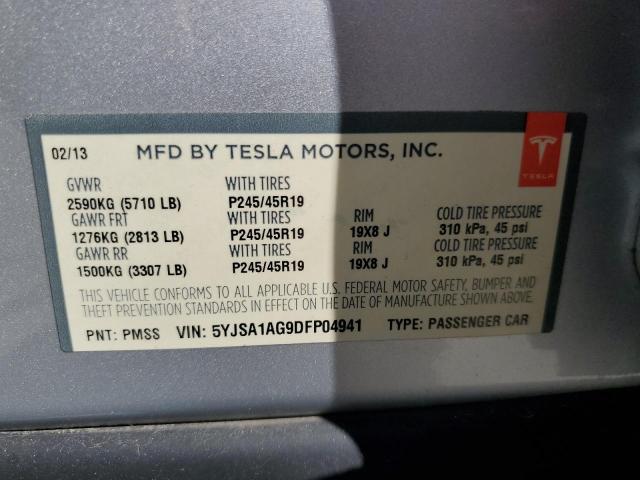 02/13 MFD BY TESLA MOTORS, INC.
TESLA
GVWR WITH TIRES
2590KG (5710 LB) P245/45R19
GAWR FRT WITH TIRES RIM COLD TIRE PRESSURE
1276KG (2813 LB) P245/45R19 19X8 J 310 kPa, 45 psi
GAWR RR WITH TIRES RIM COLD TIRE PRESSURE
1500KG (3307 LB) P245/45R19 19X8 J 310 kPa, 45 psi
THIS VEHICLE CONFORMS TO ALL APPLICABLE U.S. FEDERAL MOTOR SAFETY, BUMPER AND
THEFT PREVENTION STANDARDS IN EFFECT ON THE DATE OF MANUFACTURE SHOWN ABOVE.
PNT: PMSS VIN: 5YJSA1AG9DFP04941 TYPE: PASSENGER CAR